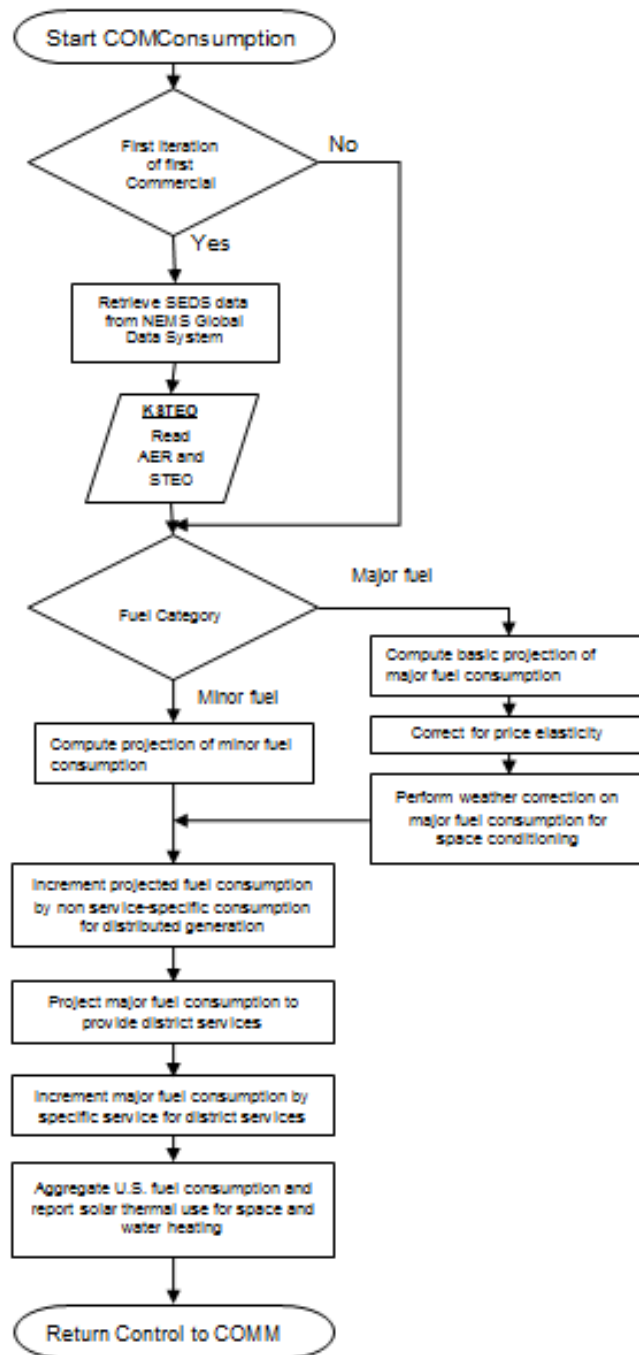 Start COMConsumption
First Iteration
of first
Commercial
No
Yes
Retrieve SEDS data
from NEMS Global
Data System
KSTEO
Read
AER and
STEO
Major fuel
Fuel Category
Compute basic projection of
major fuel consumption
Minor fuel
Correct for price elasticity
Compute projection of minor fuel
consumption
Perform weather correction on
major fuel consumption for
space conditioning
Increment projected fuel consumption
by non service-specific consumption
for distributed generation
Project major fuel consumption to
provide district services
Increment major fuel consumption by
specific service for district services
Aggregate U.S. fuel consumption and
report solar thermal use for space and
water heating
Return Control to COMM